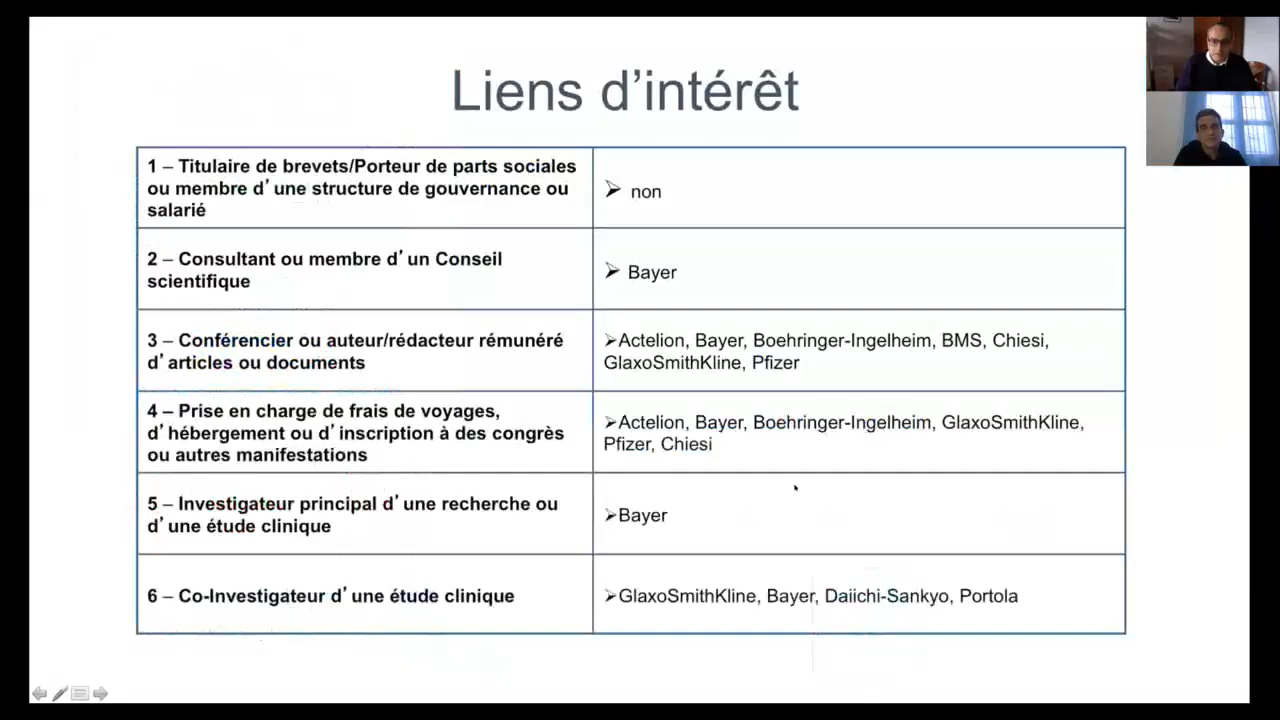 Liens d’intérêt
1 – Titulaire de brevets/Porteur de parts sociales
ou membre d’une structure de gouvernance ou
salarié
➢ non
2 – Consultant ou membre d’un Conseil
scientifique
➢ Bayer
3 – Conférencier ou auteur/rédacteur rémunéré
d’articles ou documents
➢Actelion, Bayer, Boehringer-Ingelheim, BMS, Chiesi,
GlaxoSmithKline, Pfizer
4 – Prise en charge de frais de voyages,
d’hébergement ou d’inscription à des congrès
ou autres manifestations
➢Actelion, Bayer, Boehringer-Ingelheim, GlaxoSmithKline,
Pfizer, Chiesi
5 – Investigateur principal d’une recherche ou
d’une étude clinique
➢Bayer
6 – Co-Investigateur d’une étude clinique
➢GlaxoSmithKline, Bayer, Daiichi-Sankyo, Portola